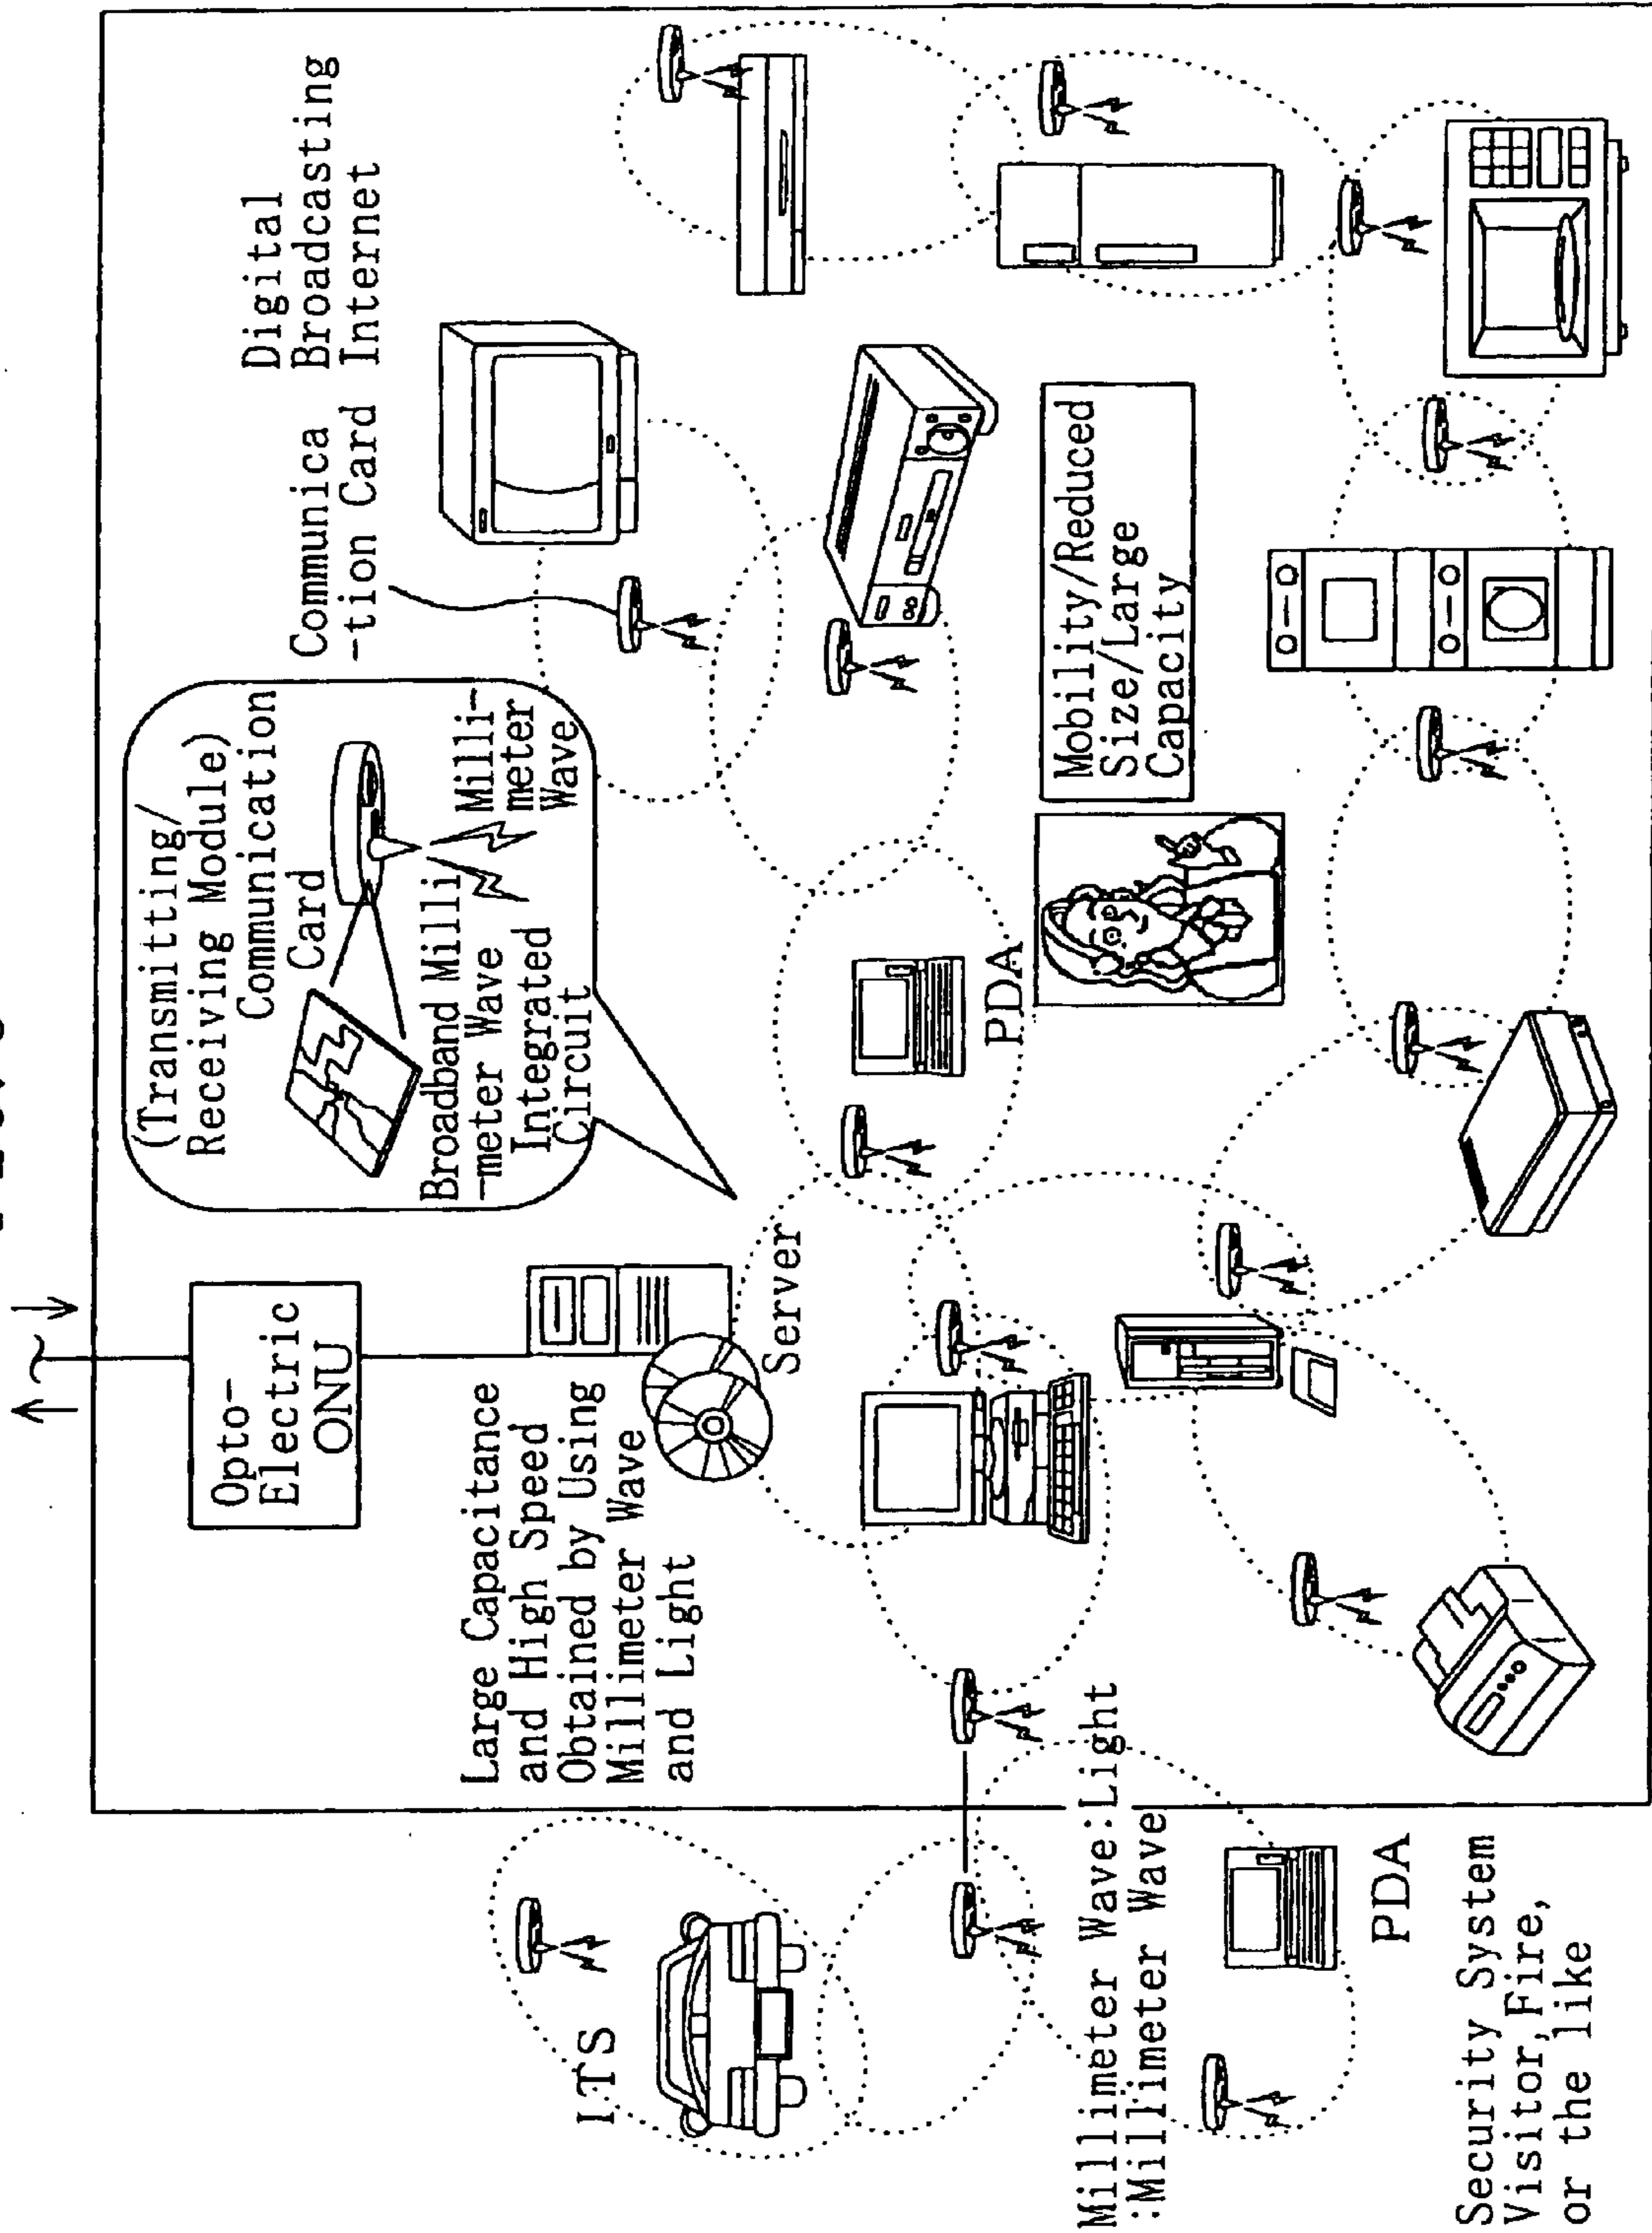 Opto-
Electric
ONU
(Transmitting/
Receiving Module)
Communication
Card
Broadband Milli
-meter Wave
Integrated
Circuit
Milli-
meter
Wave
Communica
-tion Card
Digital
Broadcasting
Internet
Large Capacitance
and High Speed
Obtained by Using
Millimeter Wave
and Light
Server
PDA
Mobility/Reduced
Size/Large
Capacity
ITS
Millimeter Wave:Light
:Millimeter Wave
PDA
Security System
Visitor,Fire,
or the like